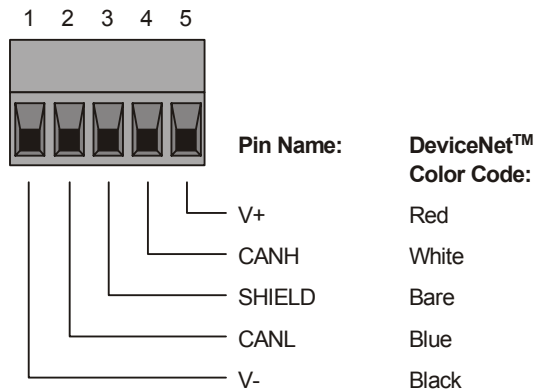 1 2 3 4 5
Pin Name: DeviceNet™
Color Code:
V+ Red
CANH White
SHIELD Bare
CANL Blue
V- Black